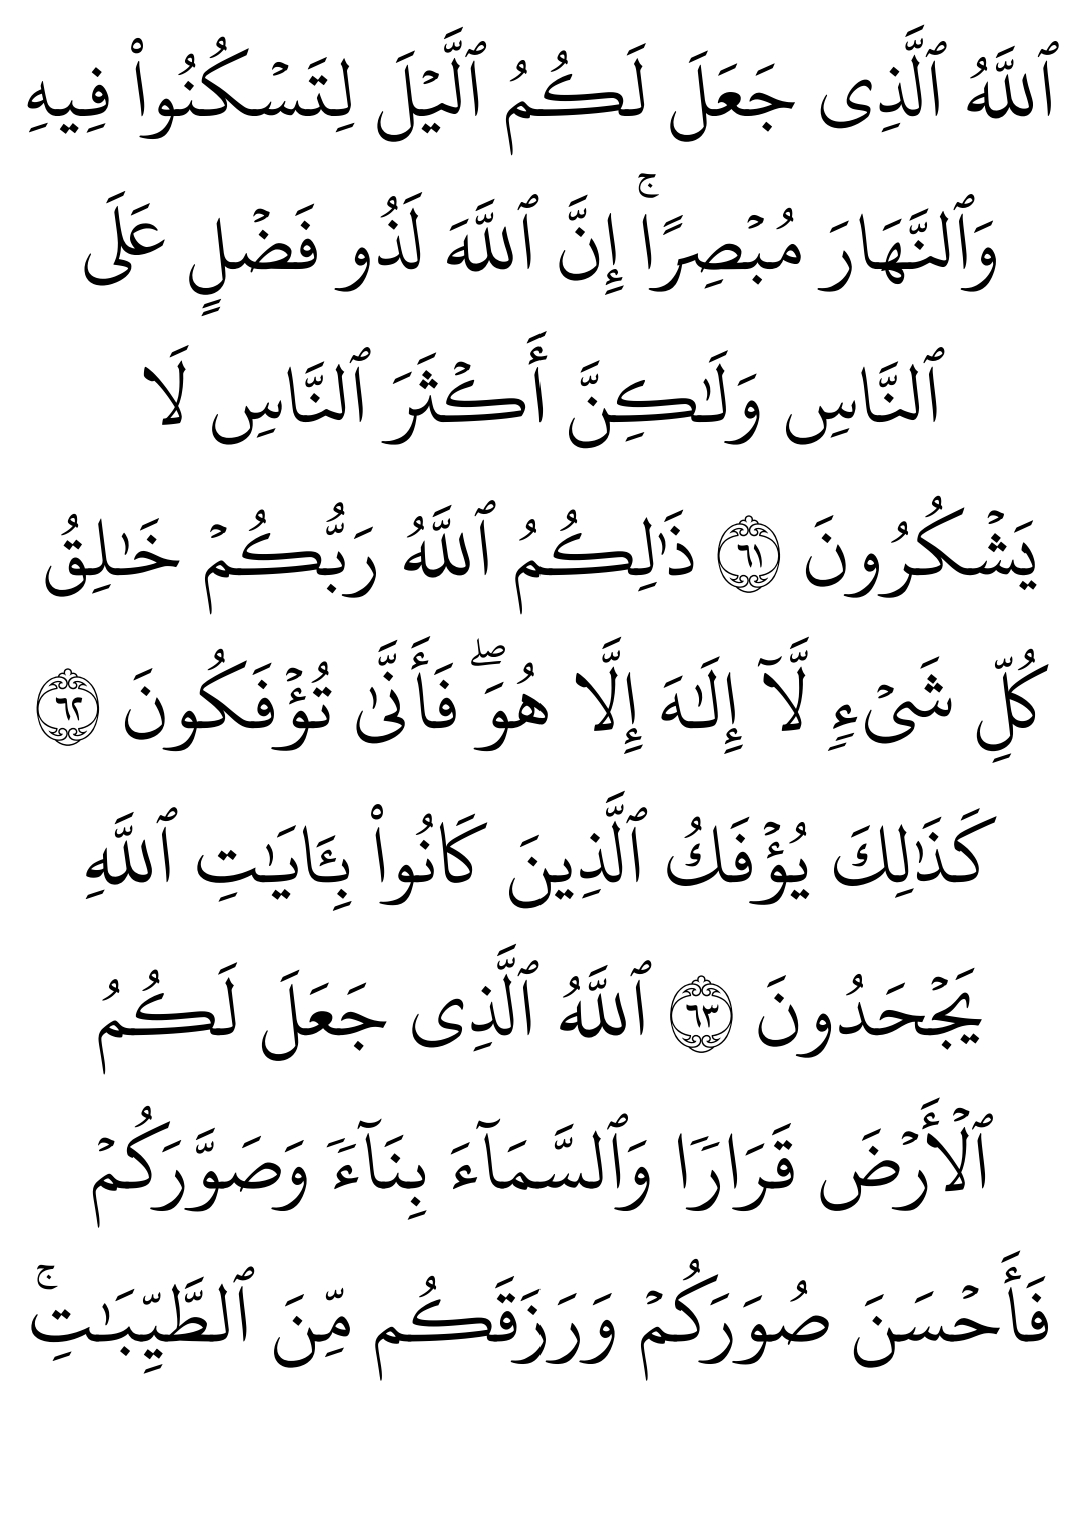 ٱللَّهُ ٱلَّذِى جَعَلَ لَكُمُ ٱلَّيْلَ لِتَسْكُنُوا۟ فِيهِ
وَٱلنَّهَارَ مُبْصِرًا ۚ إِنَّ ٱللَّهَ لَذُو فَضْلٍ عَلَى
ٱلنَّاسِ وَلَـٰكِنَّ أَكْثَرَ ٱلنَّاسِ لَا
يَشْكُرُونَ ٦١ ذَٰلِكُمُ ٱللَّهُ رَبُّكُمْ خَـٰلِقُ
كُلِّ شَىْءٍ لَّآ إِلَـٰهَ إِلَّا هُوَ ۖ فَأَنَّىٰ تُؤْفَكُونَ ٦٢
كَذَٰلِكَ يُؤْفَكُ ٱلَّذِينَ كَانُوا۟ بِـَٔايَـٰتِ ٱللَّهِ
يَجْحَدُونَ ٦٣ ٱللَّهُ ٱلَّذِى جَعَلَ لَكُمُ
ٱلْأَرْضَ قَرَارًا وَٱلسَّمَآءَ بِنَآءً وَصَوَّرَكُمْ
فَأَحْسَنَ صُوَرَكُمْ وَرَزَقَكُم مِّنَ ٱلطَّيِّبَـٰتِ ۚ